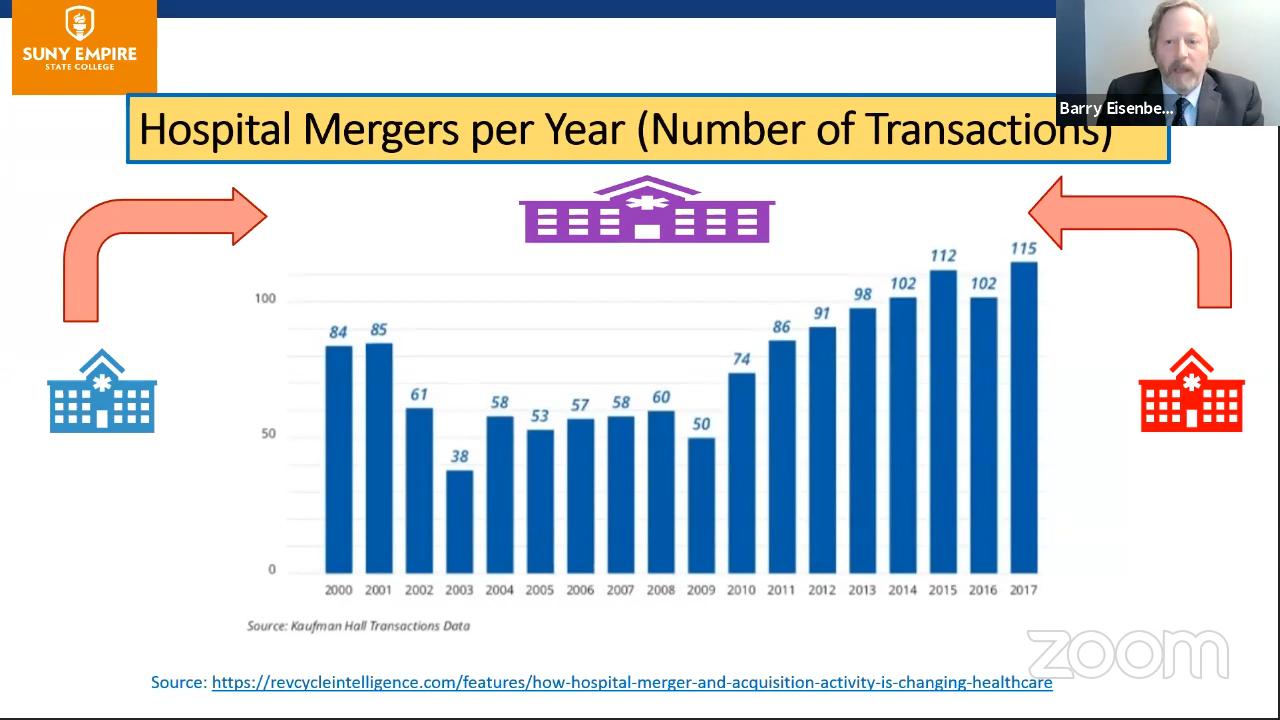 SUNY EMPIRE
STATE COLLEGE
Barry Eisenbe...
Hospital Mergers per Year (Number of Transactions)
100
50
0
84
85
61
38
58
53
57
58
60
50
74
86
91
98
102
112
102
115
2000 2001 2002 2003 2004 2005 2006 2007 2008 2009 2010 2011 2012 2013 2014 2015 2016 2017
Source: Kaufman Hall Transactions Data
zoom
Source: https://revcycleintelligence.com/features/how-hospital-merger-and-acquisition-activity-is-changing-healthcare